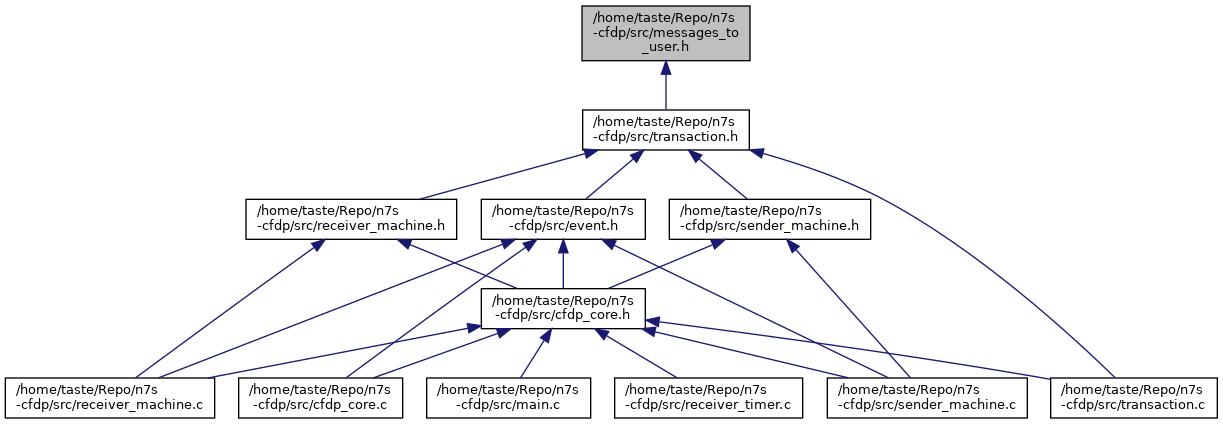 /home/taste/Repo/n7s
-cfdp/src/messages_to
_user.h
/home/taste/Repo/n7s
-cfdp/src/transaction.h
/home/taste/Repo/n7s
-cfdp/src/receiver_machine.h
/home/taste/Repo/n7s
-cfdp/src/event.h
/home/taste/Repo/n7s
-cfdp/src/sender_machine.h
/home/taste/Repo/n7s
-cfdp/src/cfdp_core.h
/home/taste/Repo/n7s
-cfdp/src/receiver_machine.c
/home/taste/Repo/n7s
-cfdp/src/cfdp_core.c
/home/taste/Repo/n7s
-cfdp/src/main.c
/home/taste/Repo/n7s
-cfdp/src/receiver_timer.c
/home/taste/Repo/n7s
-cfdp/src/sender_machine.c
/home/taste/Repo/n7s
-cfdp/src/transaction.c